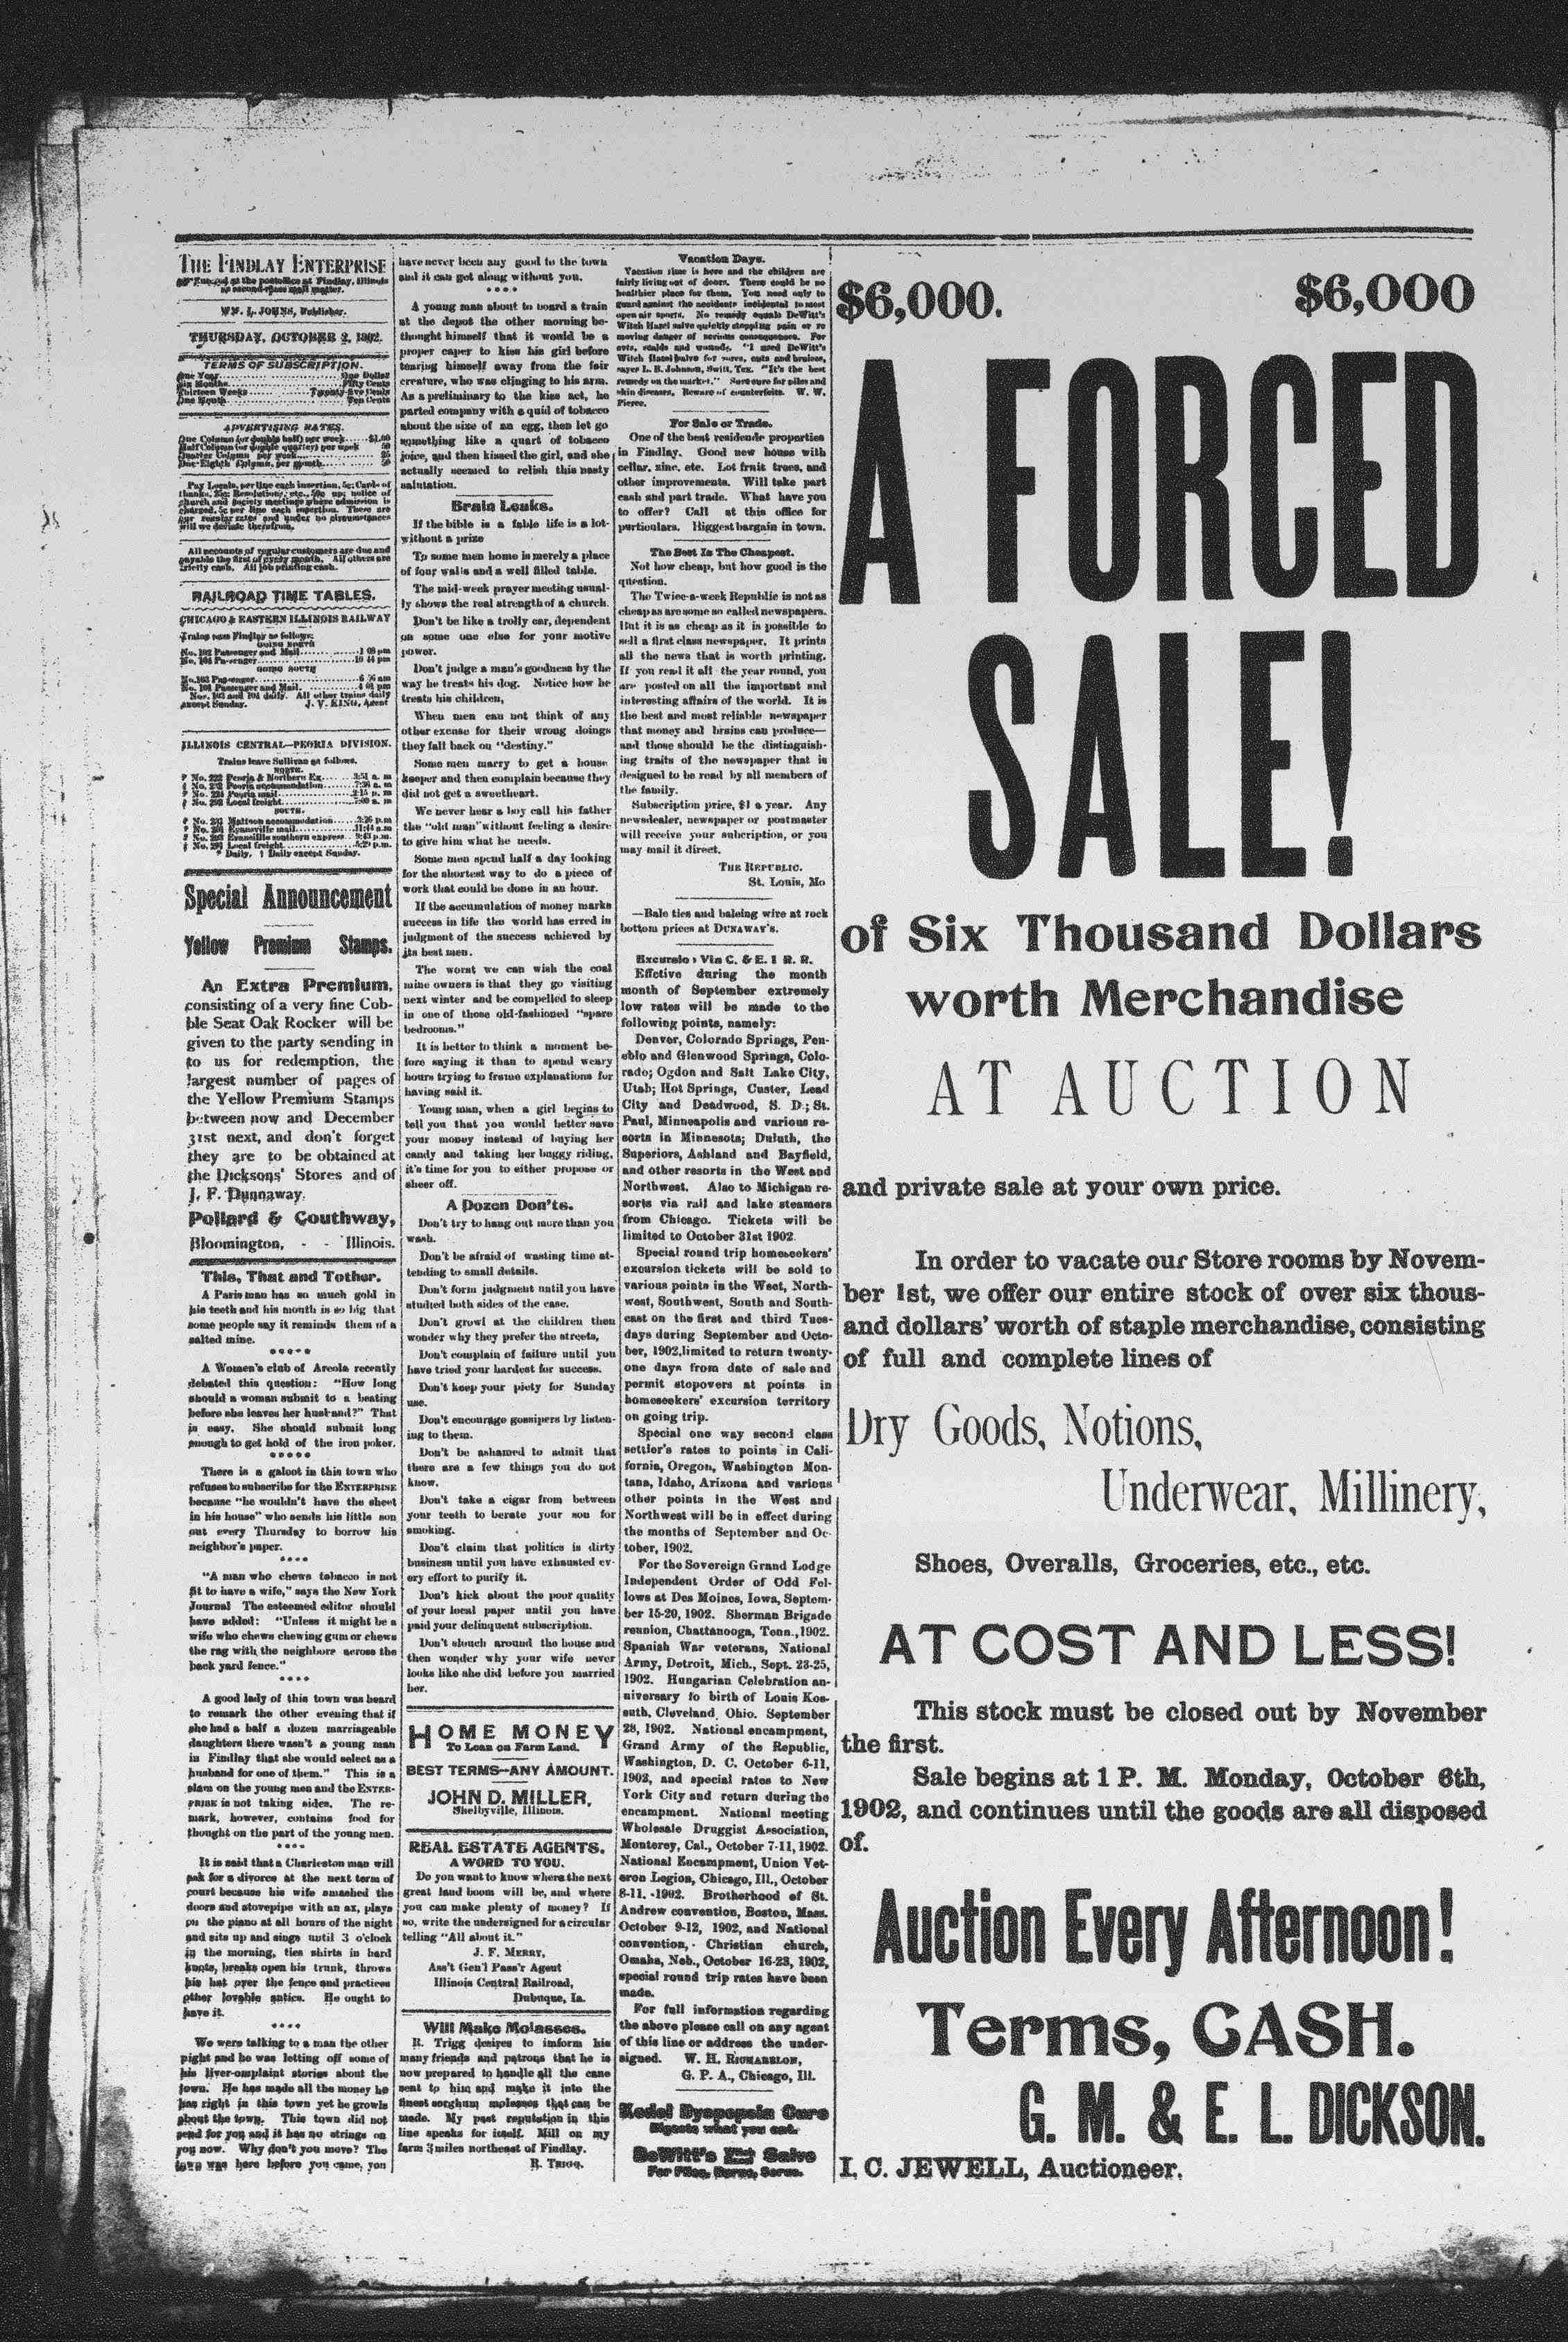 THE FINDLAY ENTERPRISE
Entered at the postoffice at Findlay, Illinois
as second-class mail matter.
WM. L. JOHNS, Publisher.
THURSDAY, OCTOBER 2, 1902.
TERMS OF SUBSCRIPTION.
One Year One Dollar
Six Months Fifty Cents
Thirteen Weeks Twenty-five Cents
One Month Ten Cents
ADVERTISING RATES.
One Column (or double half) per week $1.00
Half Column (or double quarter) per week 50
Quarter Column per week 25
One-Eighth Column, per month 50
Pay Locals, per line each insertion, 5c; Cards of
thanks, 25c; Resolutions, etc., 50c up; notice of
church and society meetings where admission is
charged, 5c per line each insertion. There are
our regular rates and under no circumstances
will we deviate therefrom.
All accounts of regular customers are due and
payable the first of every month. All others are
strictly cash. All job printing cash.
RAILROAD TIME TABLES.
CHICAGO & EASTERN ILLINOIS RAILWAY
Trains pass Findlay as follows:
GOING NORTH
No. 102 Passenger and Mail 1 08 pm
No. 104 Passenger 10 44 pm
GOING SOUTH
No. 103 Passenger 6 36 am
No. 101 Passenger and Mail. 4 01 pm
Nos. 103 and 104 daily. All other trains daily
except Sunday. J. V. KING, Agent
ILLINOIS CENTRAL—PEORIA DIVISION.
Trains leave Sullivan as follows.
NORTH.
No. 222 Peoria & Northern Ex. 3:51 a. m
No. 232 Peoria accommodation 7:36 a. m
No. 224 Peoria mail 2:15 p. m
No. 292 Local freight 7:00 a. m
SOUTH.
No. 231 Mattoon accommodation 3:26 p.m
No. 201 Evansville mail 11:44 a.m
No. 203 Evansville southern express 9:43 p.m.
No. 291 Local freight 5:29 p.m.
* Daily, † Daily except Sunday.
Special Announcement
Yellow Premium Stamps.
An Extra Premium,
consisting of a very fine Cob-
ble Seat Oak Rocker will be
given to the party sending in
to us for redemption, the
largest number of pages of
the Yellow Premium Stamps
between now and December
31st next, and don't forget
they are to be obtained at
the Dicksons' Stores and of
J. F. Dunnaway.
Pollard & Couthway,
Bloomington, - - Illinois.
This, That and Tother.
A Paris man has so much gold in
his teeth and his mouth is so big that
some people say it reminds them of a
salted mine.
*****
A Women's club of Arcola recently
debated this question: "How long
should a woman submit to a beating
before she leaves her husband?" That
is easy. She should submit long
enough to get hold of the iron poker.
*****
There is a galoot in this town who
refuses to subscribe for the ENTERPRISE
because "he wouldn't have the sheet
in his house" who sends his little son
out every Thursday to borrow his
neighbor's paper.
****
"A man who chews tabacco is not
fit to have a wife," says the New York
Journal The esteemed editor should
have added: "Unless it might be a
wife who chews chewing gum or chews
the rag with the neighbors across the
back yard fence."
****
A good lady of this town was heard
to remark the other evening that if
she had a half a dozen marriageable
daughters there wasn't a young man
in Findlay that she would select as a
husband for one of them." This is a
slam on the young men and the ENTER-
PRISE is not taking sides. The re-
mark, however, contains food for
thought on the part of the young men.
****
It is said that a Charleston man will
ask for a divorce at the next term of
court because his wife smashed the
doors and stovepipe with an ax, plays
on the piano at all hours of the night
and sits up and sings until 3 o'clock
in the morning, ties shirts in hard
knots, breaks open his trunk, throws
his hat over the fence and practices
other lovable antics. He ought to
have it.
****
We were talking to a man the other
night and he was letting off some of
his liver-omplaint stories about the
town. He has made all the money he
has right in this town yet he growls
about the town. This town did not
send for you and it has no strings on
you now. Why don't you move? The
town was here before you came, you
have never been any good to the town
and it can get along without you.
****
A young man about to board a train
at the depot the other morning be-
thought himself that it would be a
proper caper to kiss his girl before
tearing himself away from the fair
creature, who was clinging to his arm.
As a preliminary to the kiss act, he
parted company with a quid of tobacco
about the size of an egg, then let go
something like a quart of tobacco
joice, and then kissed the girl, and she
actually seemed to relish this nasty
salutation.
Brain Leaks.
If the bible is a fable life is a lot-
without a prize
To some men home is merely a place
of four walls and a well filled table.
The mid-week prayer meeting usual-
ly shows the real strength of a church.
Don't be like a trolly car, dependent
on some one else for your motive
power.
Don't judge a man's goodness by the
way he treats his dog. Notice how he
treats his children,
When men can not think of any
other excuse for their wrong doings
they fall back on "destiny."
Some men marry to get a house
keeper and then complain because they
did not get a sweetheart.
We never hear a boy call his father
the "old man" without feeling a desire
to give him what he needs.
Some men spend half a day looking
for the shortest way to do a piece of
work that could be done in an hour.
If the accumulation of money marks
success in life the world has erred in
judgment of the success achieved by
its best men.
The worst we can wish the coal
mine owners is that they go visiting
next winter and be compelled to sleep
in one of those old-fashioned "spare
bedrooms."
It is better to think a moment be-
fore saying it than to spend weary
hours trying to frame explanations for
having said it.
Young man, when a girl begins to
tell you that you would better save
your money instead of buying her
candy and taking her buggy riding,
it's time for you to either propose or
sheer off.
A Dozen Don'ts.
Don't try to hang out more than you
wash.
Don't be afraid of wasting time at-
tending to small details.
Don't form judgment until you have
studied both sides of the case.
Don't growl at the children then
wonder why they prefer the streets,
Don't complain of failure until you
have tried your hardest for success.
Don't keep your piety for Sunday
use.
Don't encourage gossipers by listen-
ing to them.
Don't be ashamed to admit that
there are a few things you do not
know.
Don't take a cigar from between
your teeth to berate your son for
smoking.
Don't claim that politics is dirty
business until you have exhausted ev-
ery effort to purify it.
Don't kick about the poor quality
of your local paper until you have
paid your delinquent subscription.
Don't slouch around the house and
then wonder why your wife never
looks like she did before you married
her.
HOME MONEY
To Loan on Farm Land.
BEST TERMS--ANY AMOUNT.
JOHN D. MILLER,
Shelbyville, Illinois.
REAL ESTATE AGENTS.
A WORD TO YOU.
Do you want to know where the next
great land boom will be, and where
you can make plenty of money? If
so, write the undersigned for a circular
telling "All about it."
J. F. MERRY,
Ass't Gen'l Pass'r Agent
Illinois Central Railroad,
Dubuque, Ia.
Will Make Molasses.
R. Trigg desires to imform his
many friends and patrons that he is
now prepared to handle all the cane
sent to him and make it into the
finest sorghum molasses that can be
made. My past reputation in this
line speaks for itself. Mill on my
farm 3 miles northeast of Findlay.
R. TRIGG.
Vacation Days.
Vacation time is here and the children are
fairly living out of doors. There could be no
healthier place for them. You need only to
guard against the accidents incidental to most
open air sports. No remedy equals DeWitt's
Witch Hazel salve quickly stopping pain or re
moving danger of serious consequences. For
cuts, scalds and wounds. "I used DeWitt's
Witch Hazel Salve for sores, cuts and bruises,
sayes L. B. Johnson, Swift, Tex. "It's the best
remedy on the market." Sure cure for piles and
skin diseases. Beware of counterfeits. W. W.
Pierce.
For Sale or Trade.
One of the best residende properties
in Findlay. Good new house with
cellar, zinc, etc. Lot fruit trees, and
other improvements. Will take part
cash and part trade. What have you
to offer? Call at this office for
particulars. Biggest bargain in town.
The Best Is The Cheapest.
Not how cheap, but how good is the
question.
The Twice-a-week Republic is not as
cheap as are some so called newspapers.
But it is as cheap as it is possible to
sell a first class newspaper. It prints
all the news that is worth printing.
If you read it all the year round, you
are posted on all the important and
interesting affairs of the world. It is
the best and most reliable newspaper
that money and brains can produce—
and those should be the distinguish-
ing traits of the newspaper that is
designed to be read by all members of
the family.
Subscription price, $1 a year. Any
newsdealer, newspaper or postmaster
will receive your subcription, or you
may mail it direct.
THE REPUBLIC.
St. Louis, Mo
—Bale ties and baleing wire at rock
bottom prices at DUNAWAY'S.
Excursions Via C. & E. I R. R.
Effctive during the month
month of September extremely
low rates will be made to the
following points, namely:
Denver, Colorado Springs, Pen-
eblo and Glenwood Springs, Colo-
rado; Ogdon and Salt Lake City,
Utah; Hot Springs, Custer, Lead
City and Deadwood, S. D.; St.
Paul, Minneapolis and various re-
sorts in Minnesota; Duluth, the
Superiors, Ashland and Bayfield,
and other resorts in the West and
Northwest. Also to Michigan re-
sorts via rail and lake steamers
from Chicago. Tickets will be
limited to October 31st 1902.
Special round trip homeseekers'
excursion tickets will be sold to
various points in the West, North-
west, Southwest, South and South-
east on the first and third Tues-
days during September and Octo-
ber, 1902, limited to return twenty-
one days from date of sale and
permit stopovers at points in
homeseekers' excursion territory
on going trip.
Special one way second class
settler's rates to points in Cali-
fornia, Oregon, Washington Mon-
tana, Idaho, Arizona and various
other points in the West and
Northwest will be in effect during
the months of September and Oc-
tober, 1902.
For the Sovereign Grand Lodge
Independent Order of Odd Fel-
lows at Des Moines, Iowa, Septem-
ber 15-20, 1902. Sherman Brigade
reunion, Chattanooga, Tenn., 1902.
Spanish War veterans, National
Army, Detroit, Mich., Sept. 23-25,
1902. Hungarian Celebration an-
niversary fo birth of Louis Kos-
suth, Cleveland, Ohio. September
28, 1902. National encampment,
Grand Army of the Republic,
Washington, D. C. October 6-11,
1902, and special rates to New
York City and return during the
encampment. National meeting
Wholesale Druggist Association,
Monterey, Cal., October 7-11, 1902.
National Encampment, Union Vet-
eron Legion, Chicago, Ill., October
8-11, -1902. Brotherhood of St.
Andrew convention, Boston, Mass.
October 9-12, 1902, and National
convention, - Christian church,
Omaha, Neb., October 16-23, 1902,
special round trip rates have been
made.
For full information regarding
the above please call on any agent
of this line or address the under-
signed. W. H. RICHARDSON,
G. P. A., Chicago, Ill.
Kodol Dyspepsia Cure
Digests what you eat.
DeWitt's Witch Hazel Salve
For Piles, Burns, Sores.
$6,000. $6,000
A FORCED
SALE!
of Six Thousand Dollars
worth Merchandise
AT AUCTION
and private sale at your own price.
In order to vacate our Store rooms by Novem-
ber 1st, we offer our entire stock of over six thous-
and dollars' worth of staple merchandise, consisting
of full and complete lines of
Dry Goods, Notions,
Underwear, Millinery,
Shoes, Overalls, Groceries, etc., etc.
AT COST AND LESS!
This stock must be closed out by November
the first.
Sale begins at 1 P. M. Monday, October 6th,
1902, and continues until the goods are all disposed
of.
Auction Every Afternoon!
Terms, CASH.
G. M. & E. L. DICKSON.
I. C. JEWELL, Auctioneer.